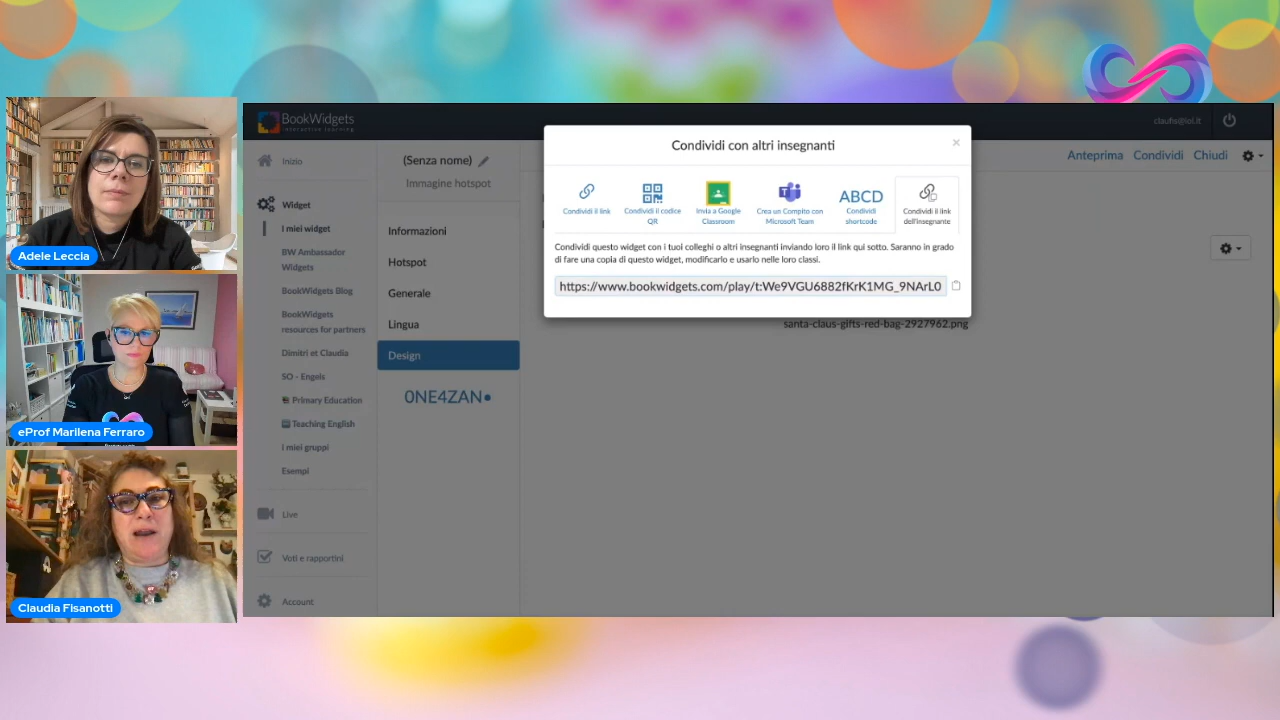 Adele Leccia
eProf Marilena Ferraro
Claudia Fisanotti
BookWidgets
interactive learning
claufis@iol.it
Inizio
Widget
I miei widget
BW Ambassador
Widgets
BookWidgets Blog
BookWidgets
resources for partners
Dimitri et Claudia
SO - Engels
Primary Education
Teaching English
I miei gruppi
Esempi
Live
Voti e rapportini
Account
(Senza nome)
Immagine hotspot
Informazioni
Hotspot
Generale
Lingua
Design
0NE4ZAN
Anteprima Condividi Chiudi
Condividi con altri insegnanti
×
Condividi il link
Condividi il codice
QR
Invia a Google
Classroom
Crea un Compito con
Microsoft Team
ABCD
Condividi
shortcode
Condividi il link
dell'insegnante
Condividi questo widget con i tuoi colleghi o altri insegnanti inviando loro il link qui sotto. Saranno in grado
di fare una copia di questo widget, modificarlo e usarlo nelle loro classi.
https://www.bookwidgets.com/play/t:We9VGU6882fKrK1MG_9NArL0
santa-claus-gifts-red-bag-2927962.png